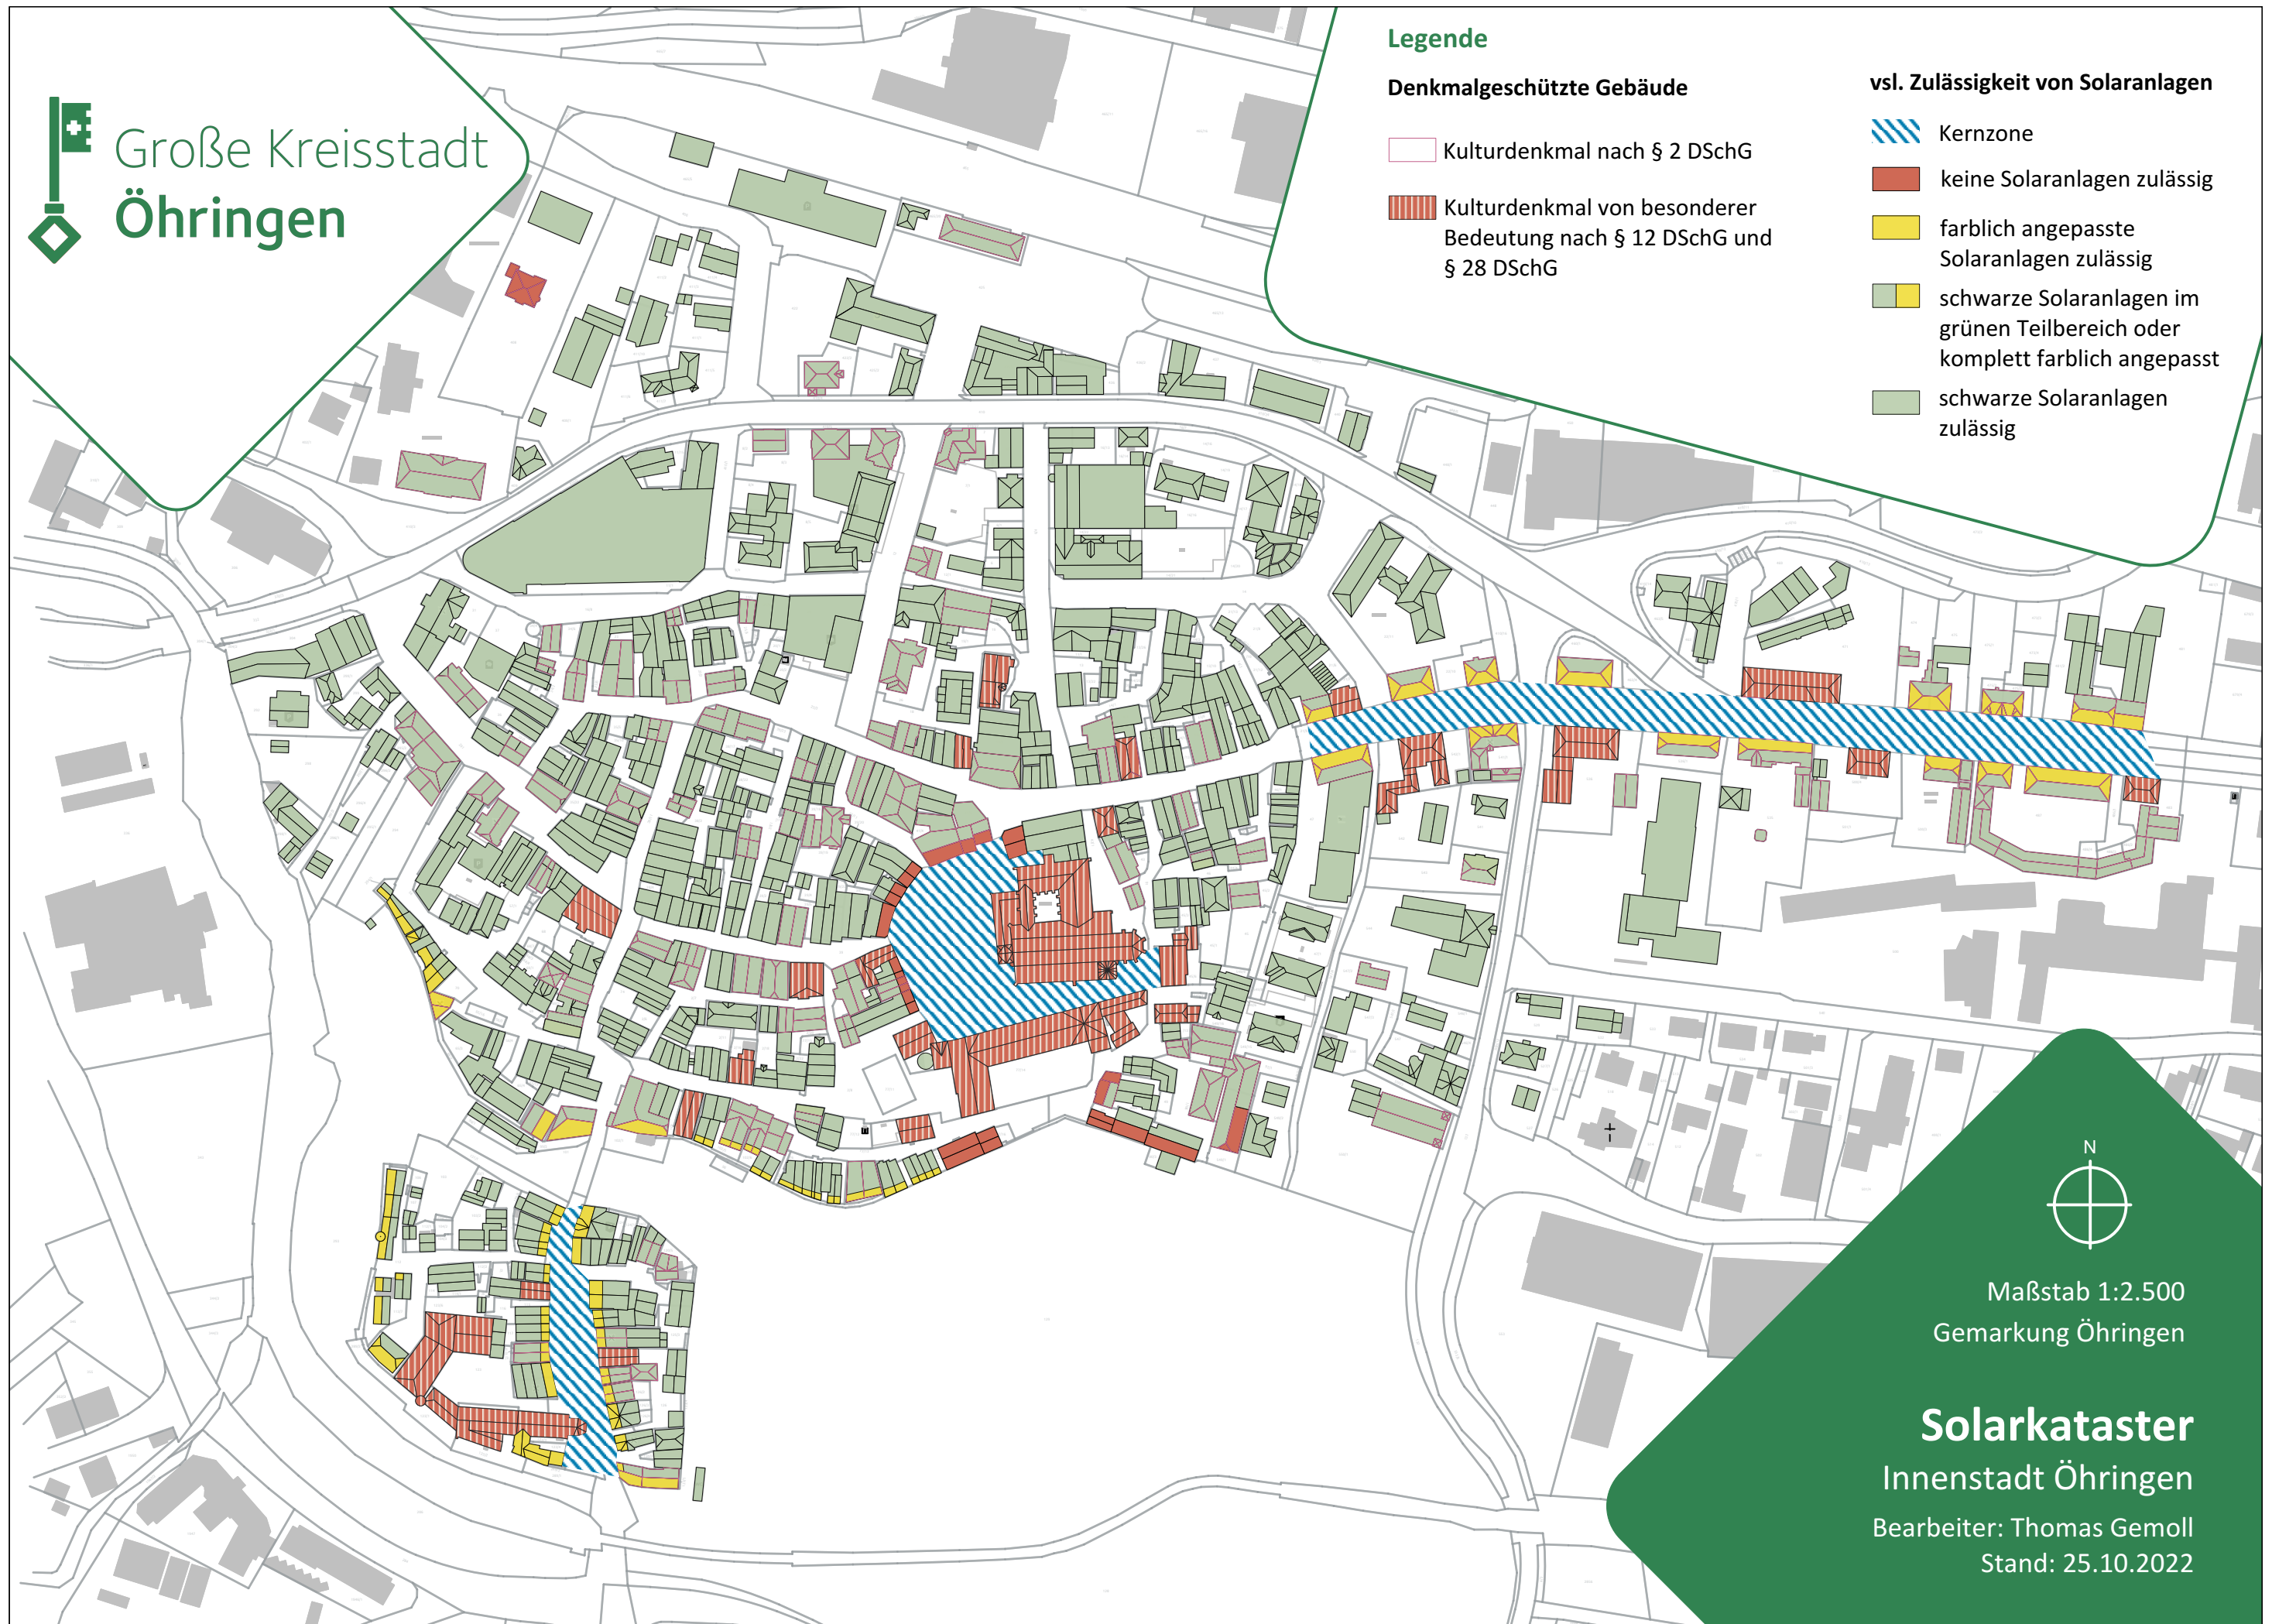 Große Kreisstadt
Öhringen
Legende
Denkmalgeschützte Gebäude
Kulturdenkmal nach § 2 DSchG
Kulturdenkmal von besonderer
Bedeutung nach § 12 DSchG und
§ 28 DSchG
vsl. Zulässigkeit von Solaranlagen
Kernzone
keine Solaranlagen zulässig
farblich angepasste
Solaranlagen zulässig
schwarze Solaranlagen im
grünen Teilbereich oder
komplett farblich angepasst
schwarze Solaranlagen
zulässig
N
Maßstab 1:2.500
Gemarkung Öhringen
Solarkataster
Innenstadt Öhringen
Bearbeiter: Thomas Gemoll
Stand: 25.10.2022